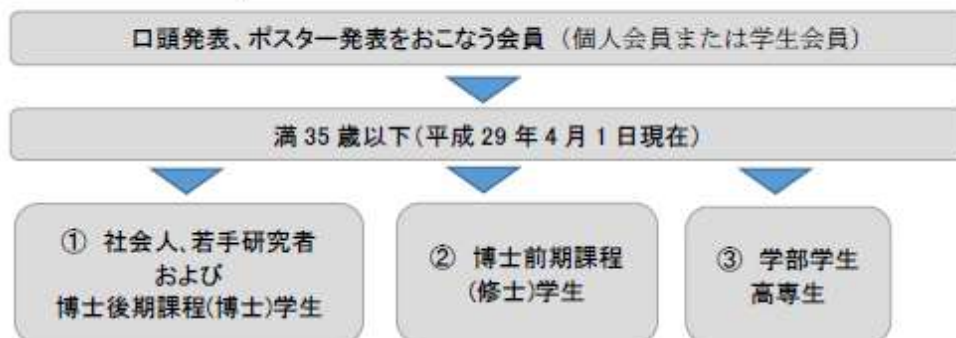 口頭発表、ポスター発表をおこなう会員（個人会員または学生会員）
満 35 歳以下（平成 29 年 4 月 1 日現在）
① 社会人、若手研究者
および
博士後期課程(博士)学生
② 博士前期課程
(修士)学生
③ 学部学生
高専生